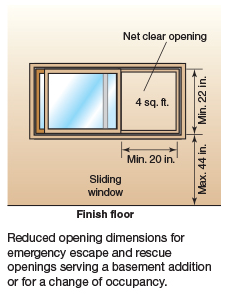 Net clear opening
4 sq. ft.
Min. 22 in.
Min. 20 in.
Max. 44 in.
Sliding
window
Finish floor
Reduced opening dimensions for
emergency escape and rescue
openings serving a basement addition
or for a change of occupancy.